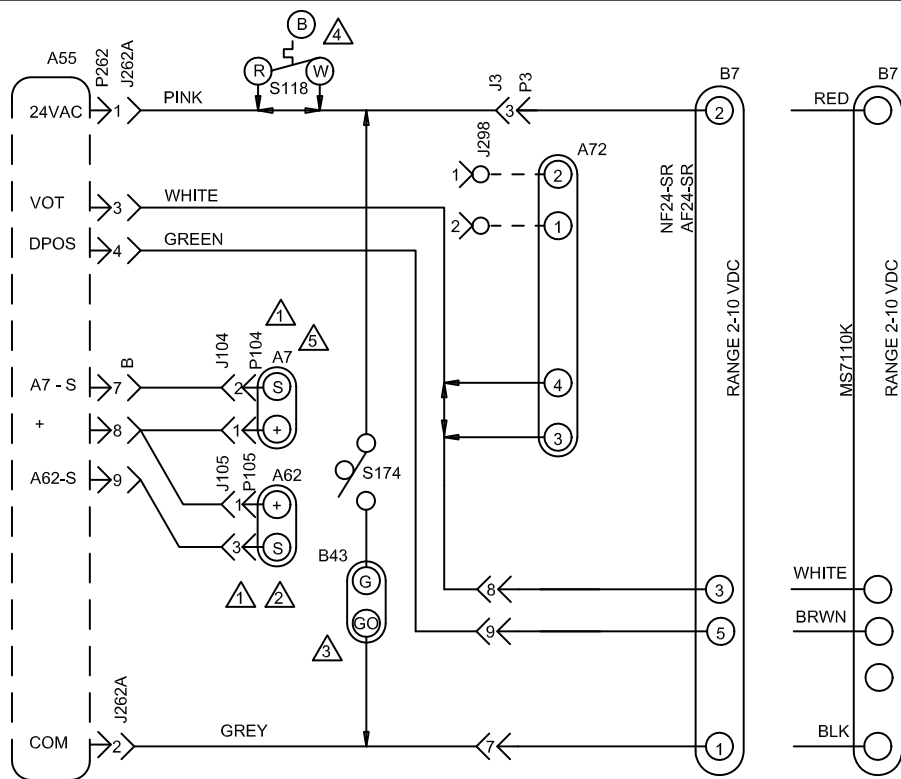 B
4
A55
P262
J262A
R
W
S118
J3
P3
B7
B7
24VAC
1
PINK
3
2
RED
J298
A72
1
2
NF24-SR
AF24-SR
VOT
3
WHITE
2
1
DPOS
4
GREEN
RANGE 2-10 VDC
MS7110K
RANGE 2-10 VDC
1
5
B
J104
P104
A7
A7 - S
7
2
S
4
+
8
1
+
3
J105
P105
A62
S174
A62-S
9
1
+
3
S
B43
G
8
3
WHITE
1
2
GO
9
5
BRWN
3
J262A
COM
2
GREY
7
1
BLK